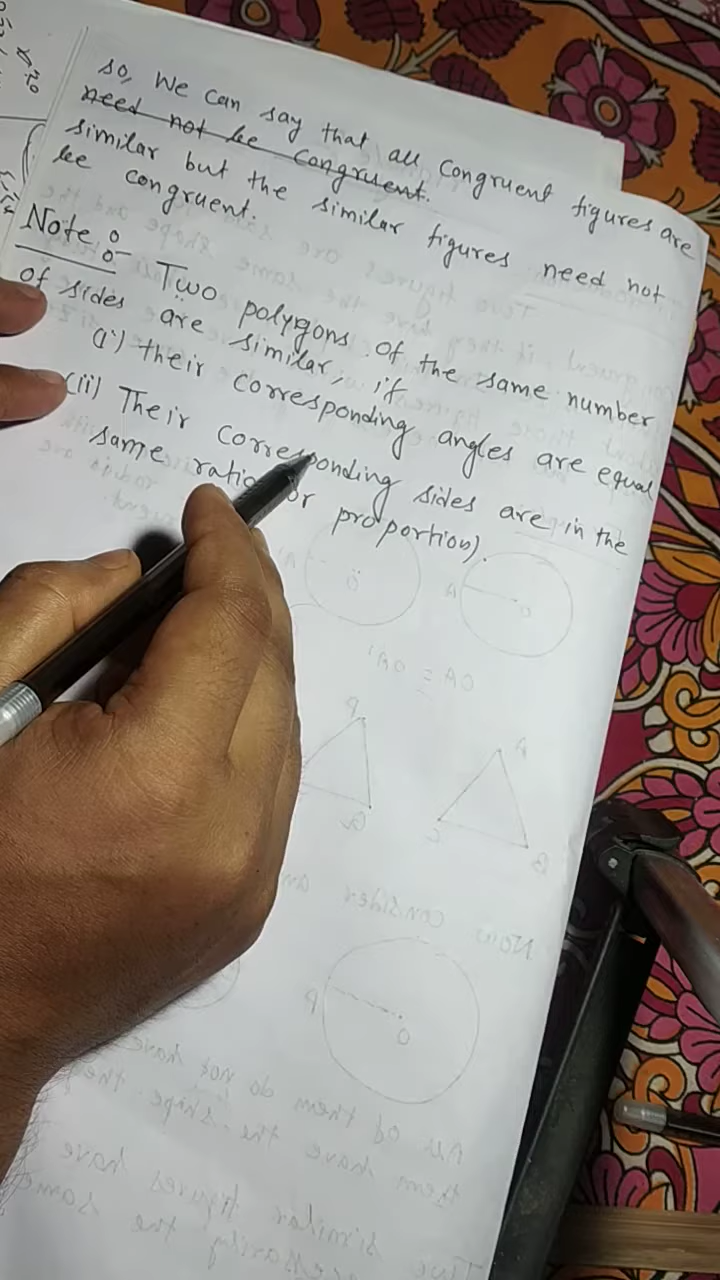 so, We can say that all congruent figures are
need not be congruent.
similar but the similar figures need not
be congruent.
Note :- Two polygons of the same number
of sides are similar, if
(i) their corresponding angles are equal
(ii) Their corresponding sides are in the
same ratio or proportion).